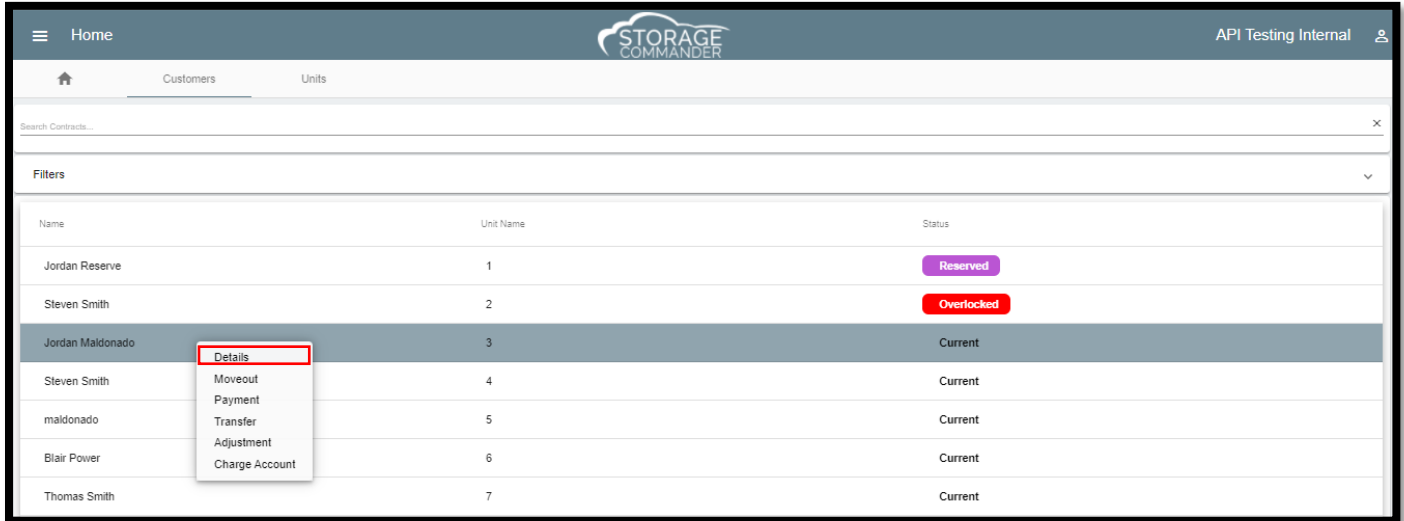 Home STORAGE COMMANDER API Testing Internal
Customers Units
Search Contracts...
Filters
Name Unit Name Status
Jordan Reserve 1 Reserved
Steven Smith 2 Overlocked
Jordan Maldonado 3 Current
Details
Steven Smith 4 Current
Moveout
Payment
maldonado 5 Current
Transfer
Adjustment
Blair Power 6 Current
Charge Account
Thomas Smith 7 Current